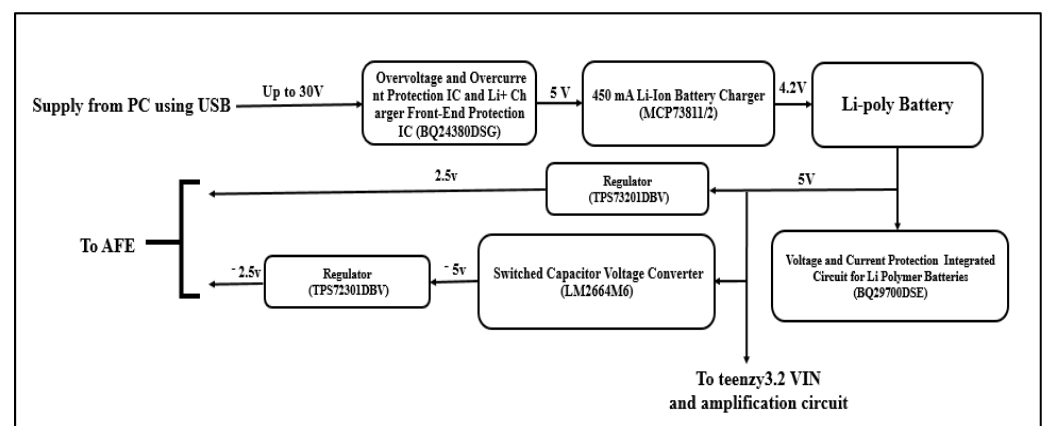 Supply from PC using USB
Up to 30V
Overvoltage and Overcurre
nt Protection IC and Li+ Ch
arger Front-End Protection
IC (BQ24380DSG)
5 V
450 mA Li-Ion Battery Charger
(MCP73811/2)
4.2V
Li-poly Battery
2.5v
Regulator
(TPS73201DBV)
5V
To AFE
- 2.5v
Regulator
(TPS72301DBV)
- 5v
Switched Capacitor Voltage Converter
(LM2664M6)
Voltage and Current Protection Integrated
Circuit for Li Polymer Batteries
(BQ29700DSE)
To teenzy3.2 VIN
and amplification circuit